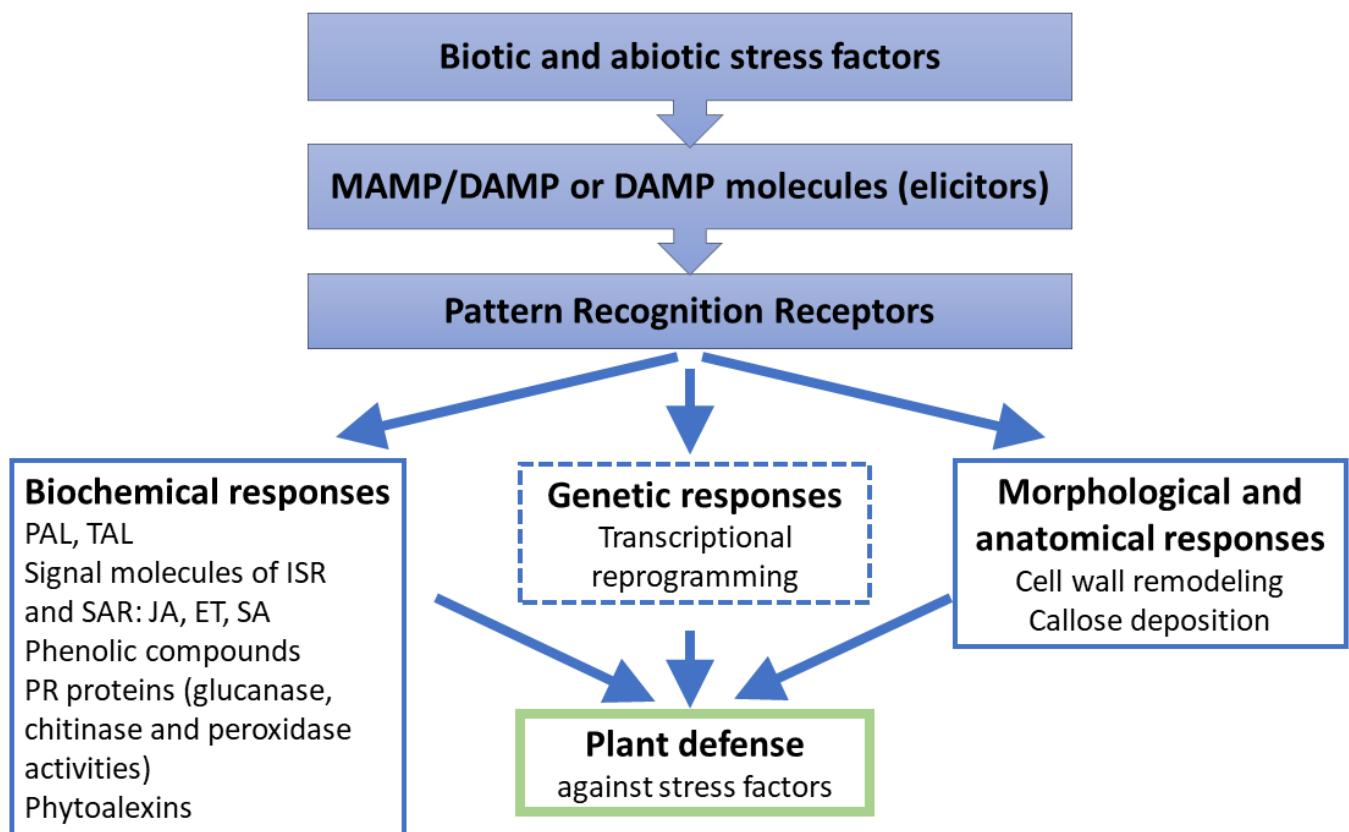 Biotic and abiotic stress factors
MAMP/DAMP or DAMP molecules (elicitors)
Pattern Recognition Receptors
Biochemical responses
PAL, TAL
Signal molecules of ISR
and SAR: JA, ET, SA
Phenolic compounds
PR proteins (glucanase,
chitinase and peroxidase
activities)
Phytoalexins
Genetic responses
Transcriptional
reprogramming
Morphological and
anatomical responses
Cell wall remodeling
Callose deposition
Plant defense
against stress factors